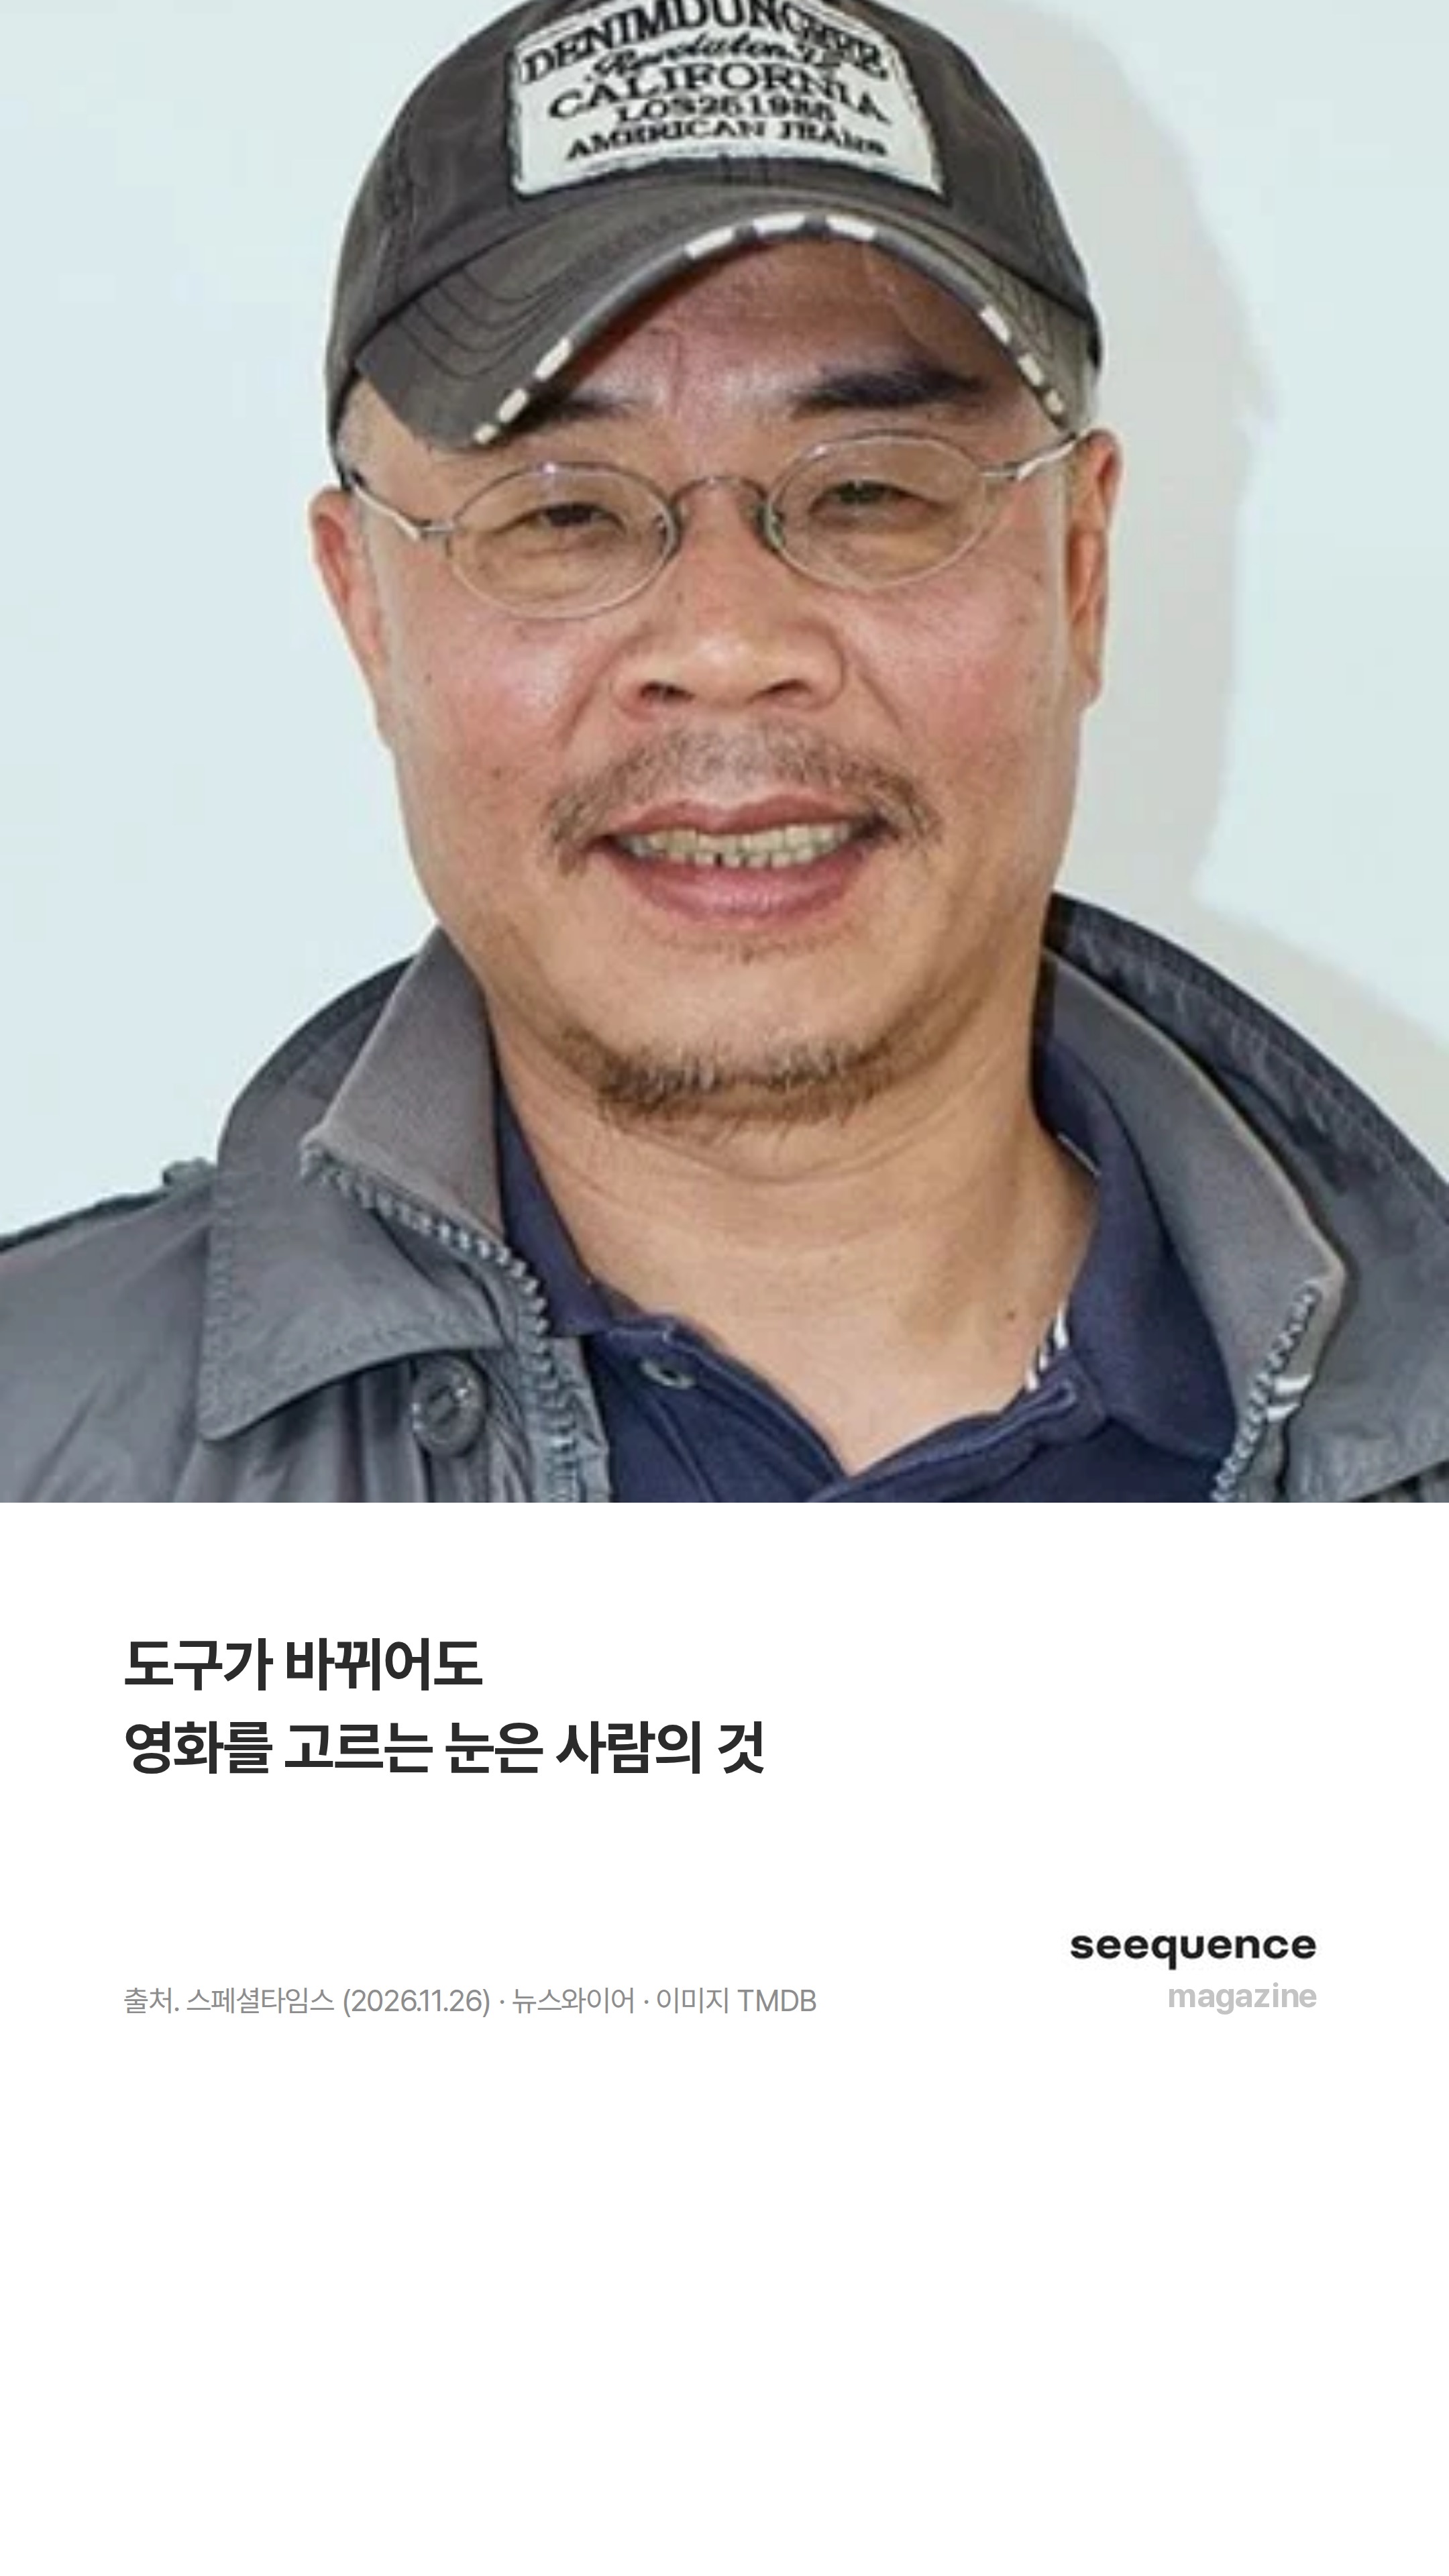 CALIFORNIA
LOS261986
AMERICAN JEANS
도구가 바뀌어도
영화를 고르는 눈은 사람의 것
seequence
magazine
출처. 스페셜타임스 (2026.11.26) · 뉴스와이어 · 이미지 TMDB